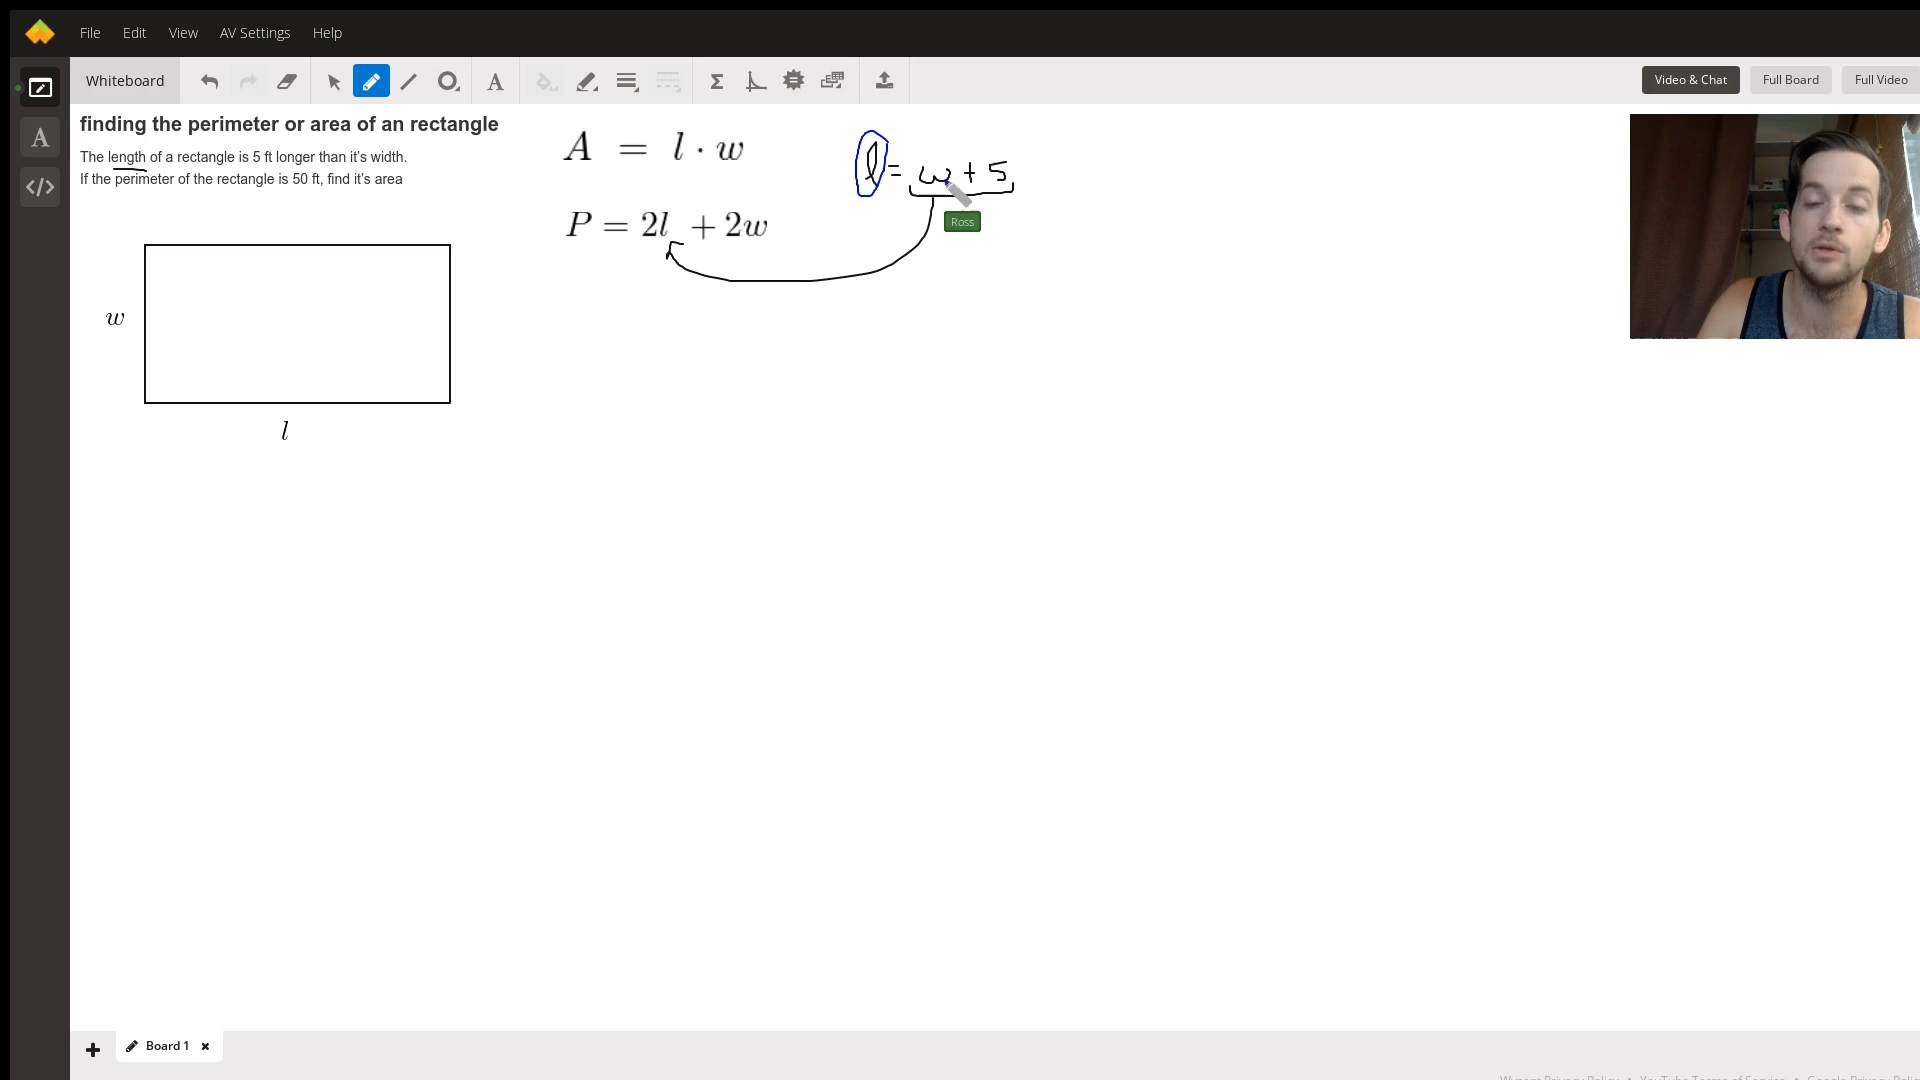 File Edit View AV Settings Help
Whiteboard A Σ Video & Chat Full Board Full Video
A
</>
finding the perimeter or area of an rectangle
The length of a rectangle is 5 ft longer than it's width.
If the perimeter of the rectangle is 50 ft, find it's area
A = l · w
P = 2l + 2w
l = w + 5
Ross
w
l
Board 1